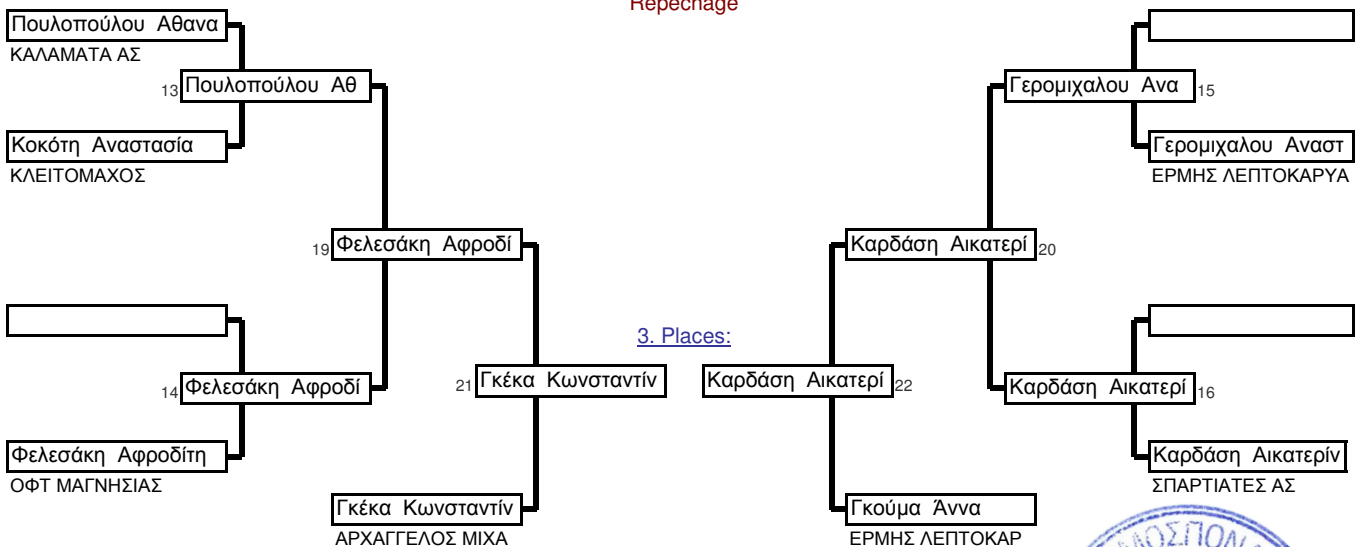 Repechage
Πουλοπούλου Αθανα
ΚΑΛΑΜΑΤΑ ΑΣ
13 Πουλοπούλου Αθ
Γερομιχαλου Ανα 15
Κοκότη Αναστασία
ΚΛΕΙΤΟΜΑΧΟΣ
Γερομιχαλου Αναστ
ΕΡΜΗΣ ΛΕΠΤΟΚΑΡΥΑ
19 Φελεσάκη Αφροδί
Καρδάση Αικατερί 20
3. Places:
14 Φελεσάκη Αφροδί
21 Γκέκα Κωνσταντίν
Καρδάση Αικατερί 22
Καρδάση Αικατερί 16
Φελεσάκη Αφροδίτη
ΟΦΤ ΜΑΓΝΗΣΙΑΣ
Καρδάση Αικατερίν
ΣΠΑΡΤΙΑΤΕΣ ΑΣ
Γκέκα Κωνσταντίν
ΑΡΧΑΓΓΕΛΟΣ ΜΙΧΑ
Γκούμα Άννα
ΕΡΜΗΣ ΛΕΠΤΟΚΑΡ